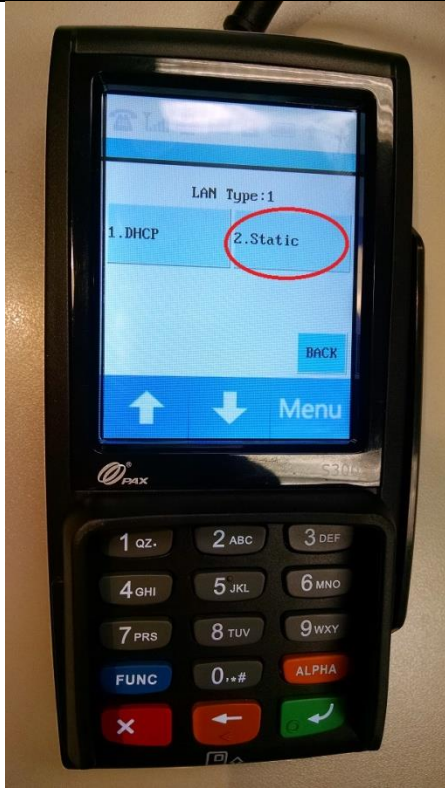 LAN Type:1
1.DHCP 2.Static
BACK
Menu
PAX S300
1 QZ. 2 ABC 3 DEF
4 GHI 5 JKL 6 MNO
7 PRS 8 TUV 9 WXY
FUNC 0,*# ALPHA